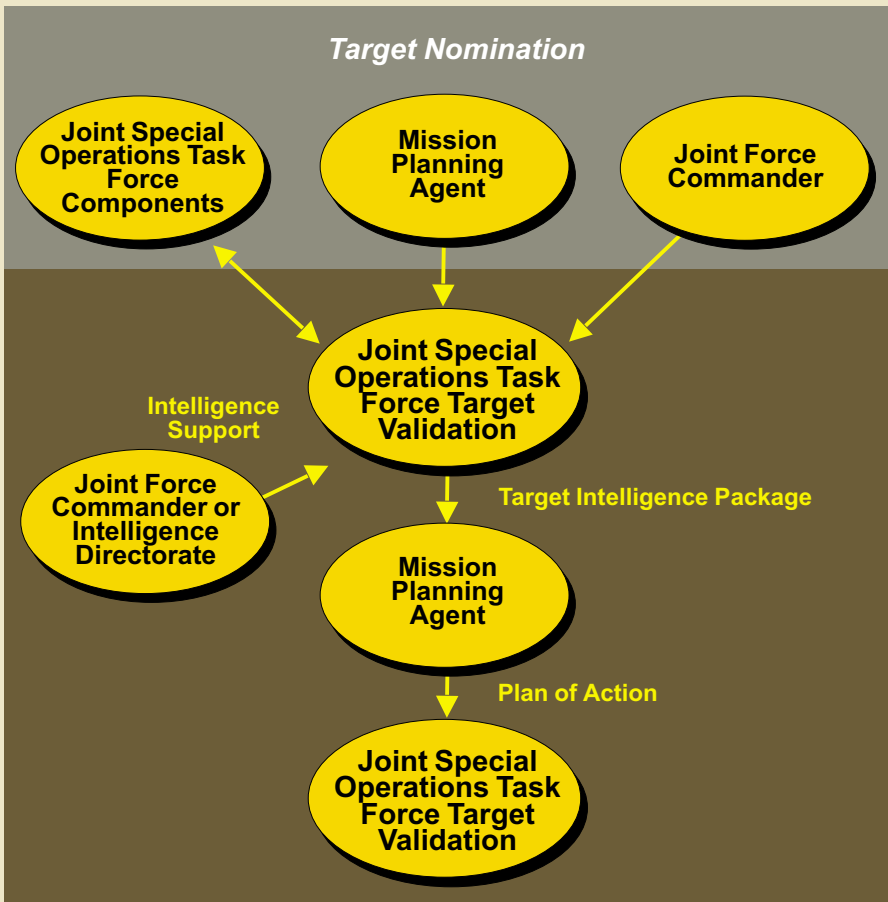 Target Nomination
Joint Special
Operations Task
Force
Components
Mission
Planning
Agent
Joint Force
Commander
Joint Special
Operations Task
Force Target
Validation
Intelligence
Support
Joint Force
Commander or
Intelligence
Directorate
Target Intelligence Package
Mission
Planning
Agent
Plan of Action
Joint Special
Operations Task
Force Target
Validation